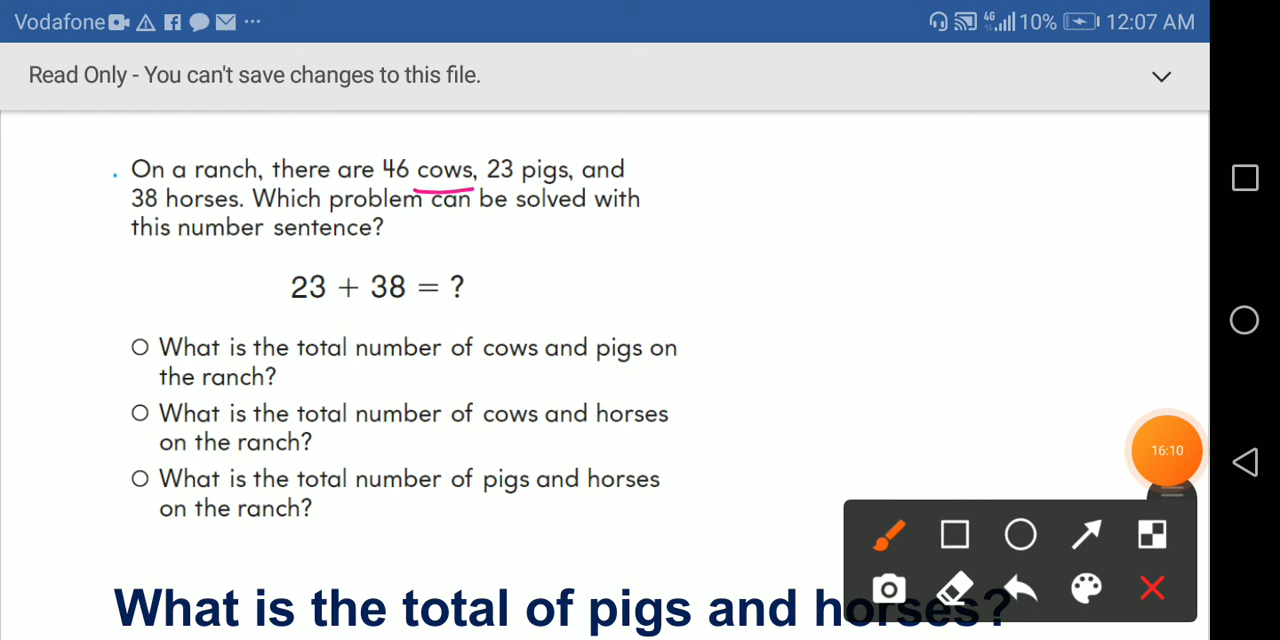 Vodafone ... 4G 10% 12:07 AM
Read Only - You can't save changes to this file.
On a ranch, there are 46 cows, 23 pigs, and
38 horses. Which problem can be solved with
this number sentence?
23 + 38 = ?
What is the total number of cows and pigs on
the ranch?
What is the total number of cows and horses
on the ranch?
What is the total number of pigs and horses
on the ranch?
16:10
What is the total of pigs and horses?